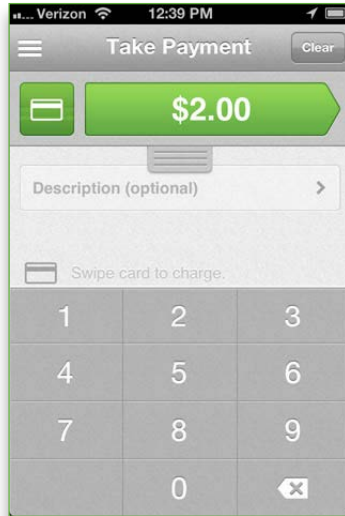 ... Verizon 12:39 PM
Take Payment Clear
$2.00
Description (optional)
Swipe card to charge.
1 2 3
4 5 6
7 8 9
0